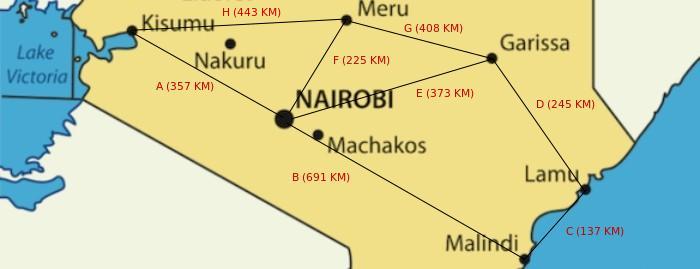 H (443 KM)
Meru
Kisumu
G (408 KM)
Garissa
Lake
Victoria
Nakuru
F (225 KM)
A (357 KM)
E (373 KM)
NAIROBI
D (245 KM)
Machakos
B (691 KM)
Lamu
C (137 KM)
Malindi